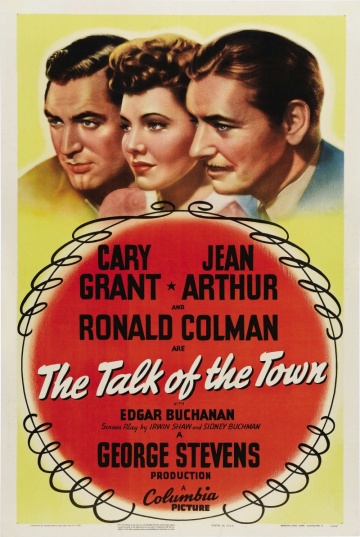 CARY JEAN
GRANT ★ ARTHUR
AND
RONALD COLMAN
ARE
The Talk of the Town
WITH
EDGAR BUCHANAN
Screen Play by IRWIN SHAW and SIDNEY BUCHMAN
A
GEORGE STEVENS
PRODUCTION
A
Columbia
PICTURE